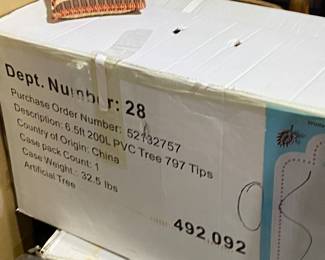 Dept. Number: 28
Purchase Order Number: 52132757
Description: 6.5ft 200L PVC Tree 797 Tips
Country of Origin: China
Case pack Count: 1
Case Weight: 32.5 lbs
Artificial Tree
492,092